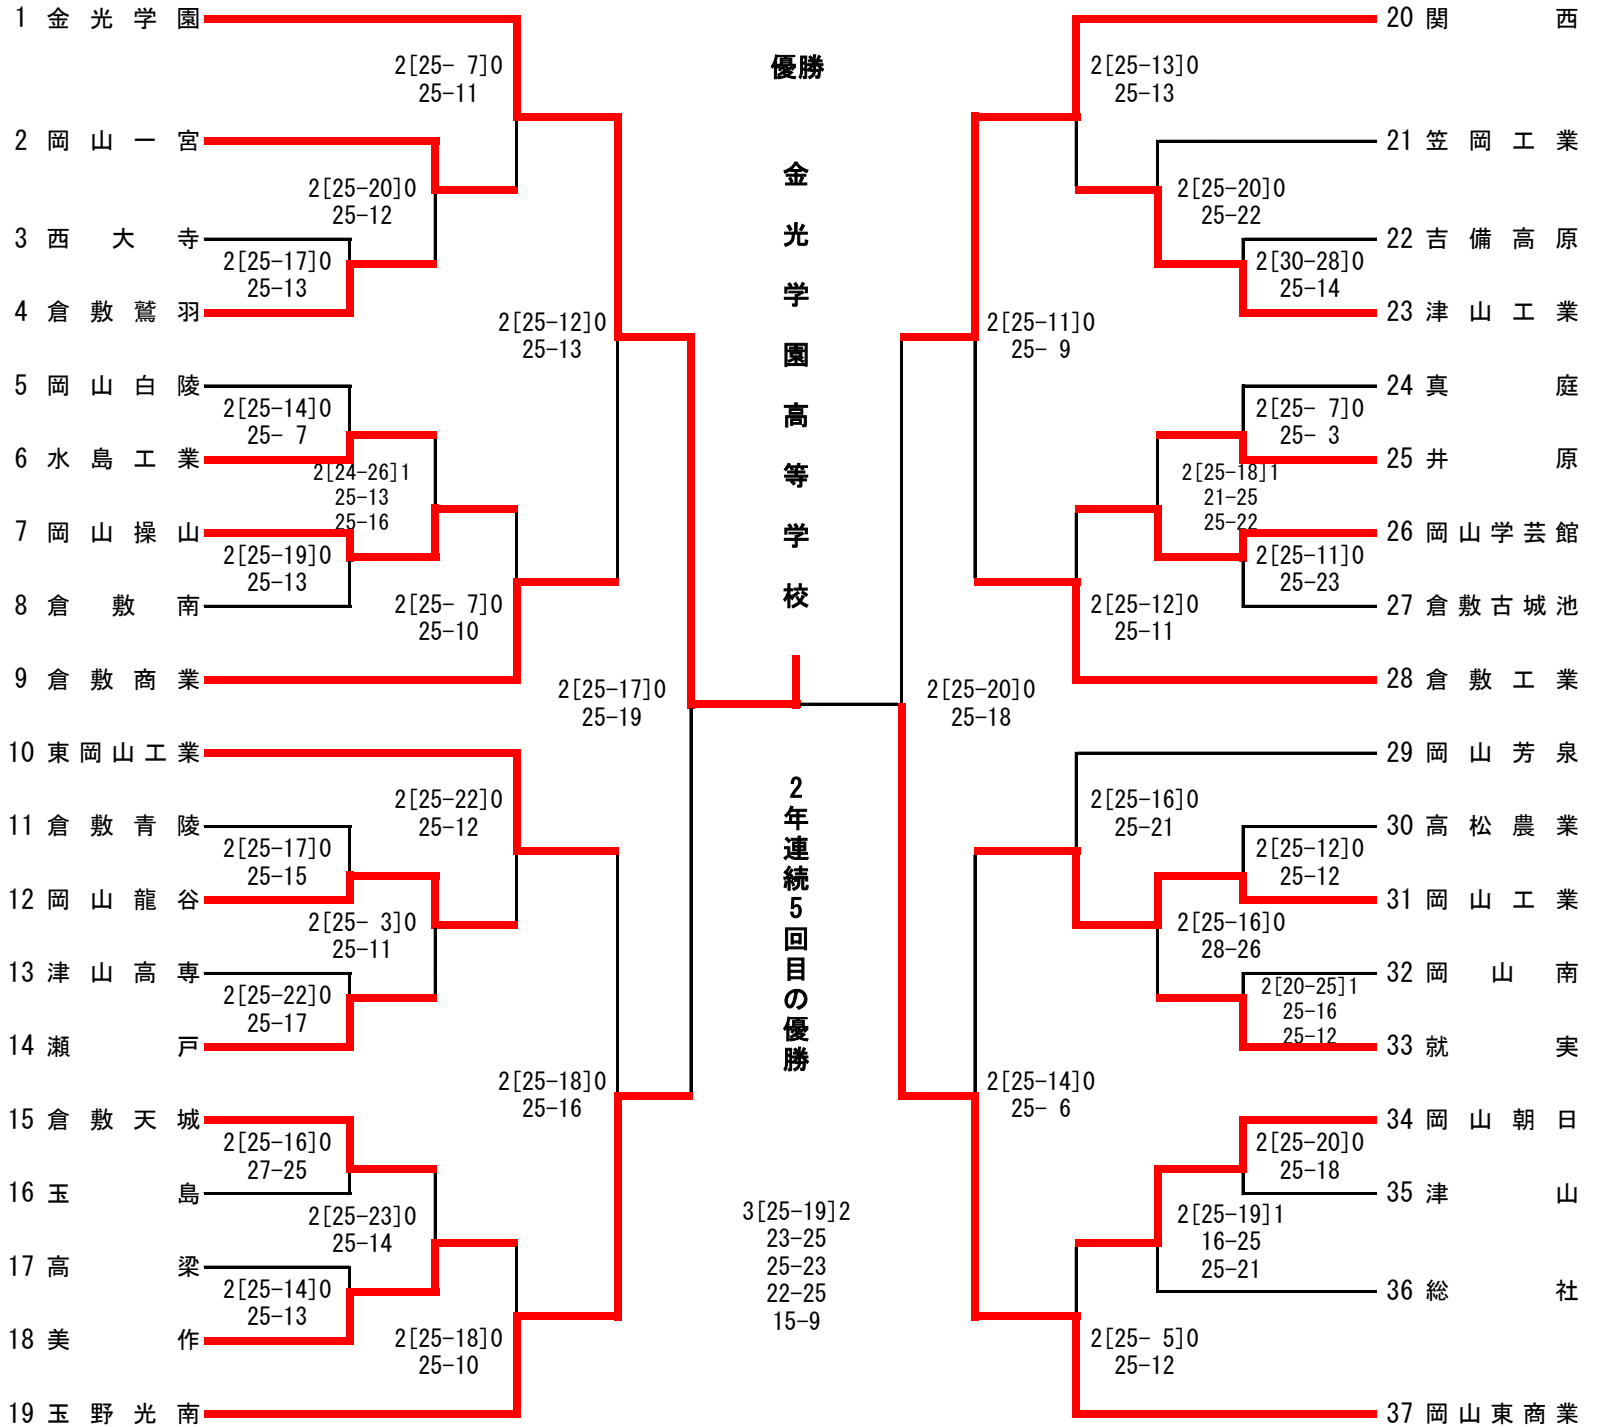 1 金光学園
2[25- 7]0
25-11
2 岡山一宮
2[25-20]0
25-12
3 西大寺
2[25-17]0
25-13
4 倉敷鷲羽
2[25-12]0
25-13
5 岡山白陵
2[25-14]0
25- 7
6 水島工業
2[24-26]1
25-13
25-16
7 岡山操山
2[25-19]0
25-13
8 倉敷南
2[25- 7]0
25-10
9 倉敷商業
2[25-17]0
25-19
10 東岡山工業
2[25-22]0
25-12
11 倉敷青陵
2[25-17]0
25-15
12 岡山龍谷
2[25- 3]0
25-11
13 津山高専
2[25-22]0
25-17
14 瀬戸
2[25-18]0
25-16
15 倉敷天城
2[25-16]0
27-25
16 玉島
2[25-23]0
25-14
17 高梁
2[25-14]0
25-13
18 美作
2[25-18]0
25-10
19 玉野光南
優勝
金光学園高等学校
2年連続5回目の優勝
3[25-19]2
23-25
25-23
22-25
15-9
20 関西
2[25-13]0
25-13
21 笠岡工業
2[25-20]0
25-22
22 吉備高原
2[30-28]0
25-14
23 津山工業
2[25-11]0
25- 9
24 真庭
2[25- 7]0
25- 3
25 井原
2[25-18]1
21-25
25-22
26 岡山学芸館
2[25-11]0
25-23
27 倉敷古城池
2[25-12]0
25-11
28 倉敷工業
2[25-20]0
25-18
29 岡山芳泉
2[25-16]0
25-21
30 高松農業
2[25-12]0
25-12
31 岡山工業
2[25-16]0
28-26
32 岡山南
2[20-25]1
25-16
25-12
33 就実
2[25-14]0
25- 6
34 岡山朝日
2[25-20]0
25-18
35 津山
2[25-19]1
16-25
25-21
36 総社
2[25- 5]0
25-12
37 岡山東商業